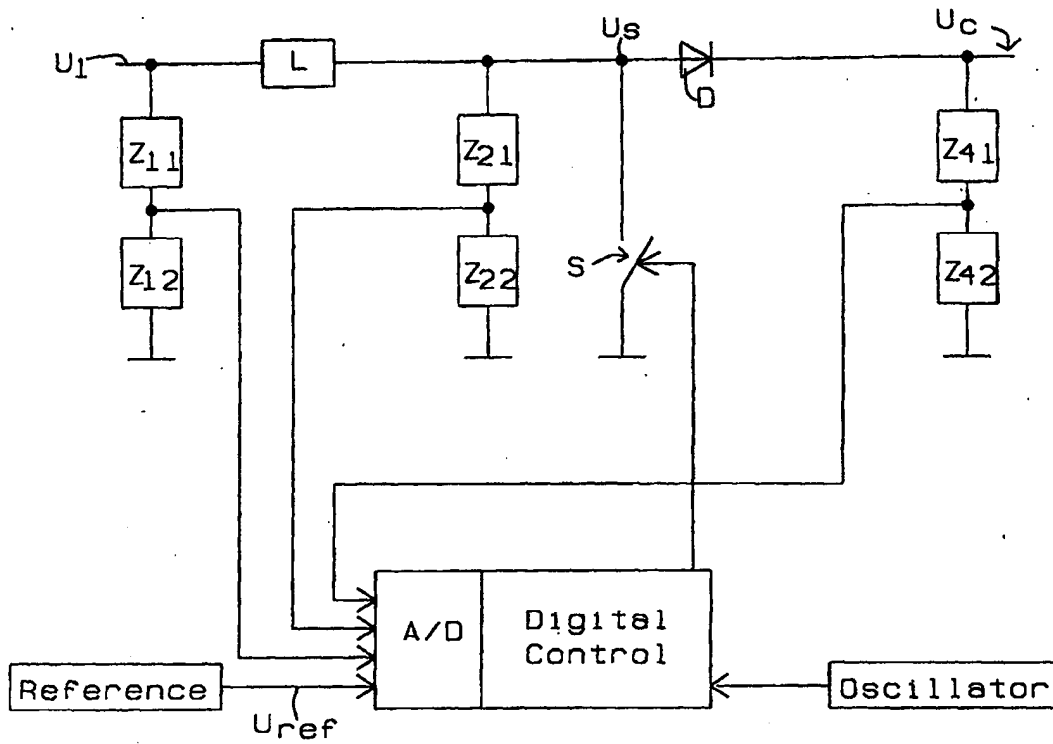 U1
L
Us
D
Uc
Z11
Z21
Z41
Z12
Z22
S
Z42
A/D
Digital
Control
Reference
Uref
Oscillator